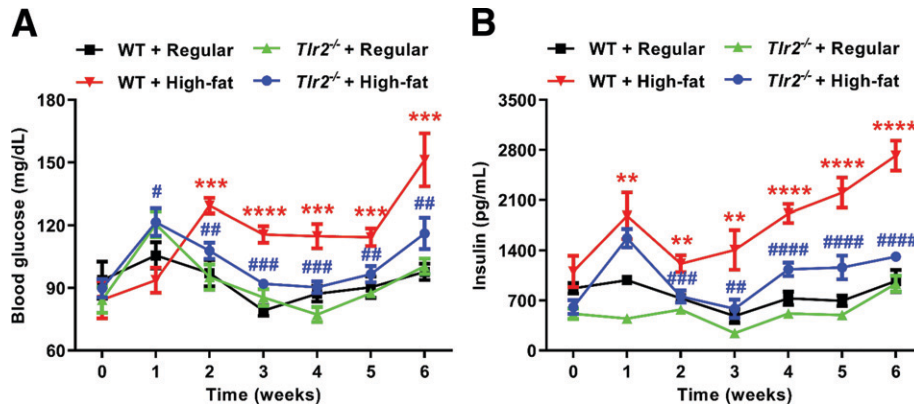 A
WT + Regular
Tlr2-/- + Regular
WT + High-fat
Tlr2-/- + High-fat
Blood glucose (mg/dL)
180
150
120
90
60
#
***
##
****
###
***
###
***
##
***
##
0 1 2 3 4 5 6
Time (weeks)
B
WT + Regular
Tlr2-/- + Regular
WT + High-fat
Tlr2-/- + High-fat
Insulin (pg/mL)
3500
2800
2100
1400
700
0
**
**
###
**
##
****
####
****
####
****
####
0 1 2 3 4 5 6
Time (weeks)